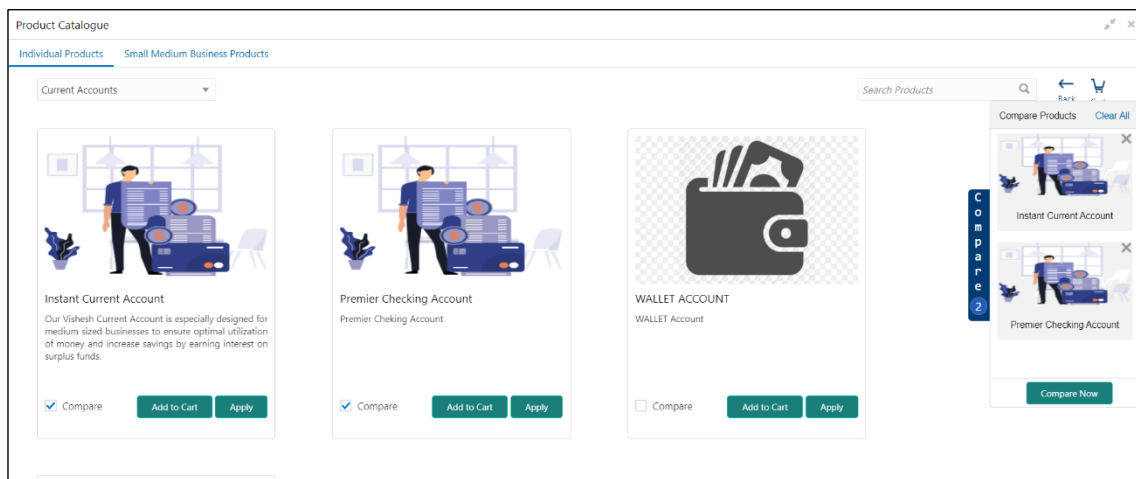 Product Catalogue
Individual Products Small Medium Business Products
Current Accounts
Search Products
Back
Compare Products Clear All
Instant Current Account
Premier Checking Account
Compare 2
Compare Now
Instant Current Account
Our Vishesh Current Account is especially designed for
medium sized businesses to ensure optimal utilization
of money and increase savings by earning interest on
surplus funds.
Compare Add to Cart Apply
Premier Checking Account
Premier Cheking Account
Compare Add to Cart Apply
WALLET ACCOUNT
WALLET Account
Compare Add to Cart Apply